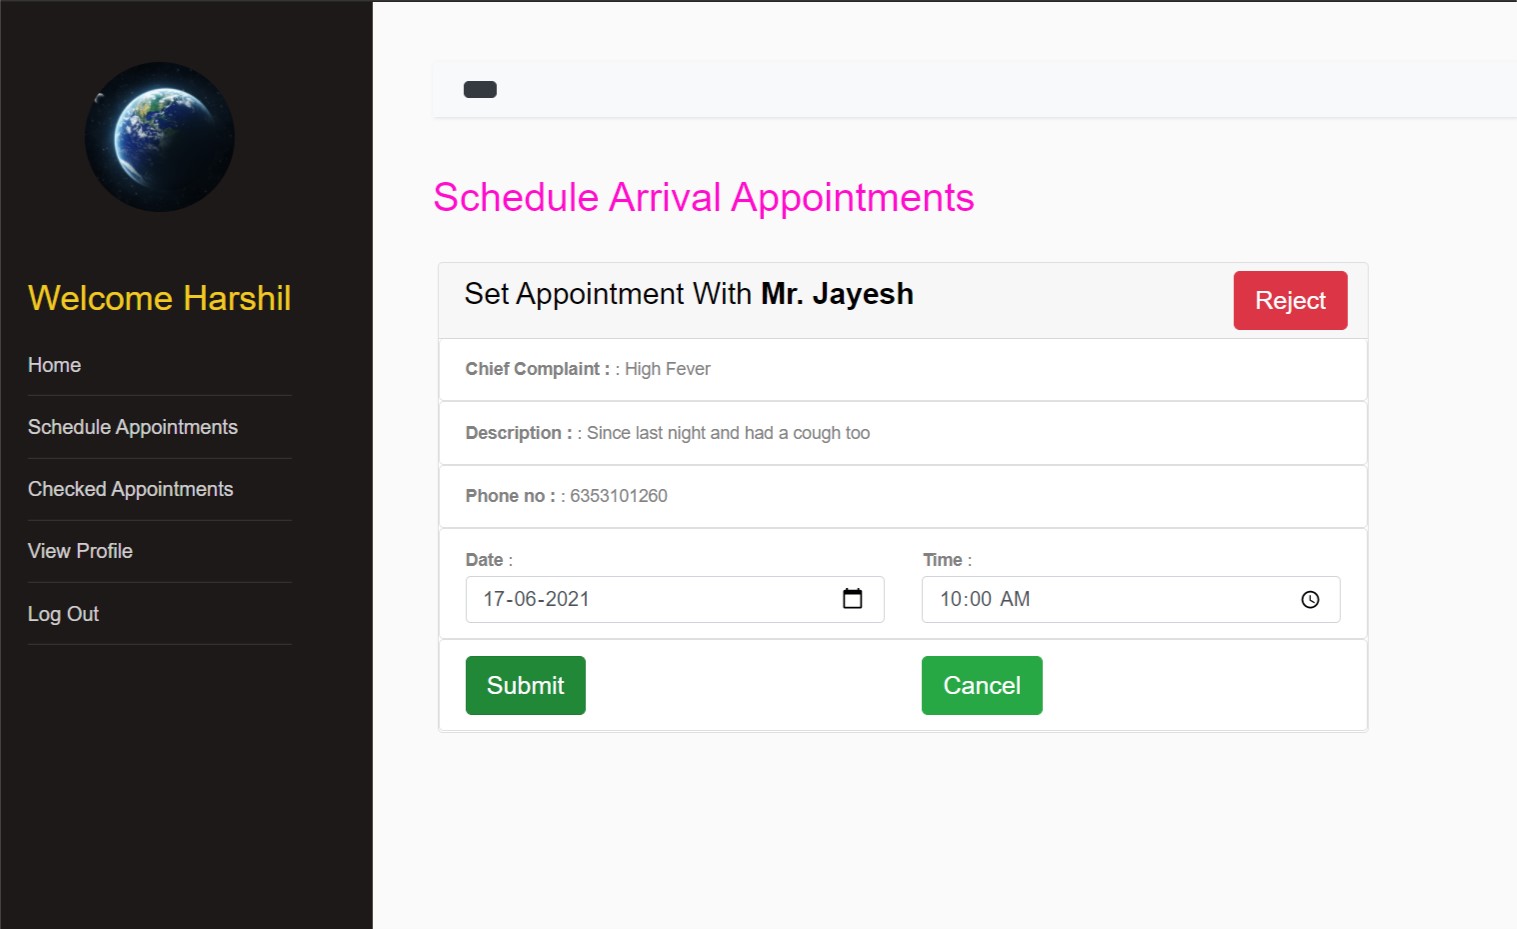 Welcome Harshil
Home
Schedule Appointments
Checked Appointments
View Profile
Log Out
Schedule Arrival Appointments
Set Appointment With Mr. Jayesh
Reject
Chief Complaint : : High Fever
Description : : Since last night and had a cough too
Phone no : : 6353101260
Date :
Time :
17-06-2021
10:00 AM
Submit
Cancel